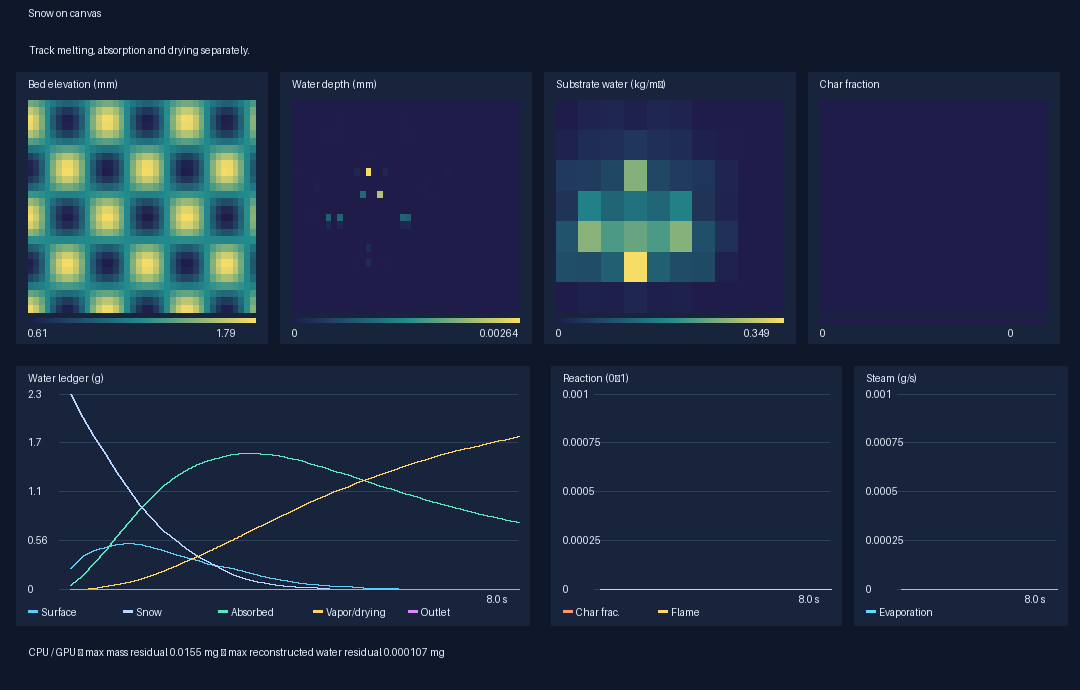 Snow on canvas
Track melting, absorption and drying separately.
Bed elevation (mm)
Water depth (mm)
Substrate water (kg/m□)
Char fraction
0.61 1.79
0 0.00264
0 0.349
0 0
Water ledger (g)
2.3
1.7
1.1
0.56
0
8.0 s
Surface Snow Absorbed Vapor/drying Outlet
Reaction (0□1)
0.001
0.00075
0.0005
0.00025
0
8.0 s
Char frac. Flame
Steam (g/s)
0.001
0.00075
0.0005
0.00025
0
8.0 s
Evaporation
CPU / GPU □ max mass residual 0.0155 mg □ max reconstructed water residual 0.000107 mg